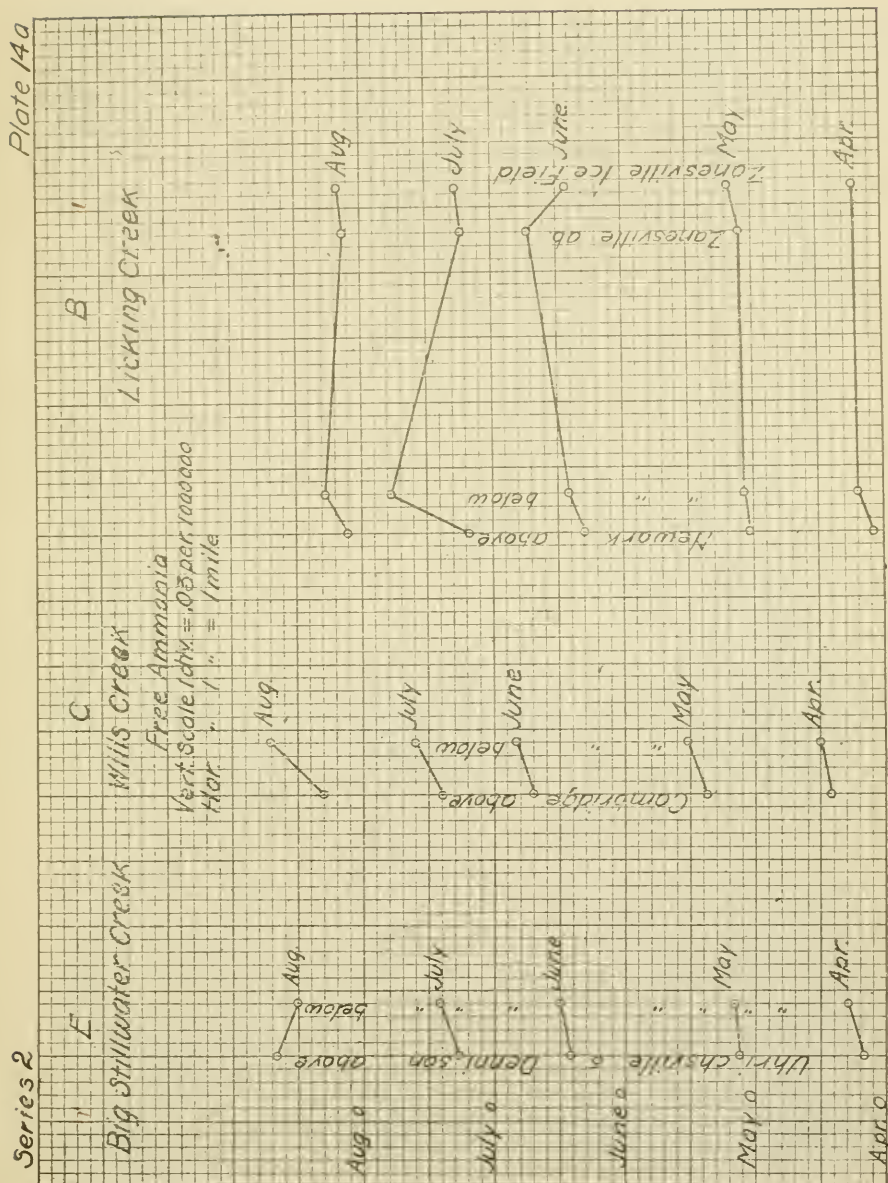 Series 2
Plate 14a
E
Big Stillwater Creek
C
Wills Creek
B
Licking Creek
Free Ammania
Vert. Scale 1 div. = .03 per 1000000
Hor. " 1 " = 1 mile
Aug.
Aug.
Aug.
July
July
July
June
June
June
May
May
May
Apr.
Apr.
Apr.
Aug. 0
July 0
June 0
May 0
Apr. 0
Uhrichsville & Dennison above
" " " " below
Cambridge above
" " below
Newark above
" " below
Zanesville ab.
Zanesville Ice Field